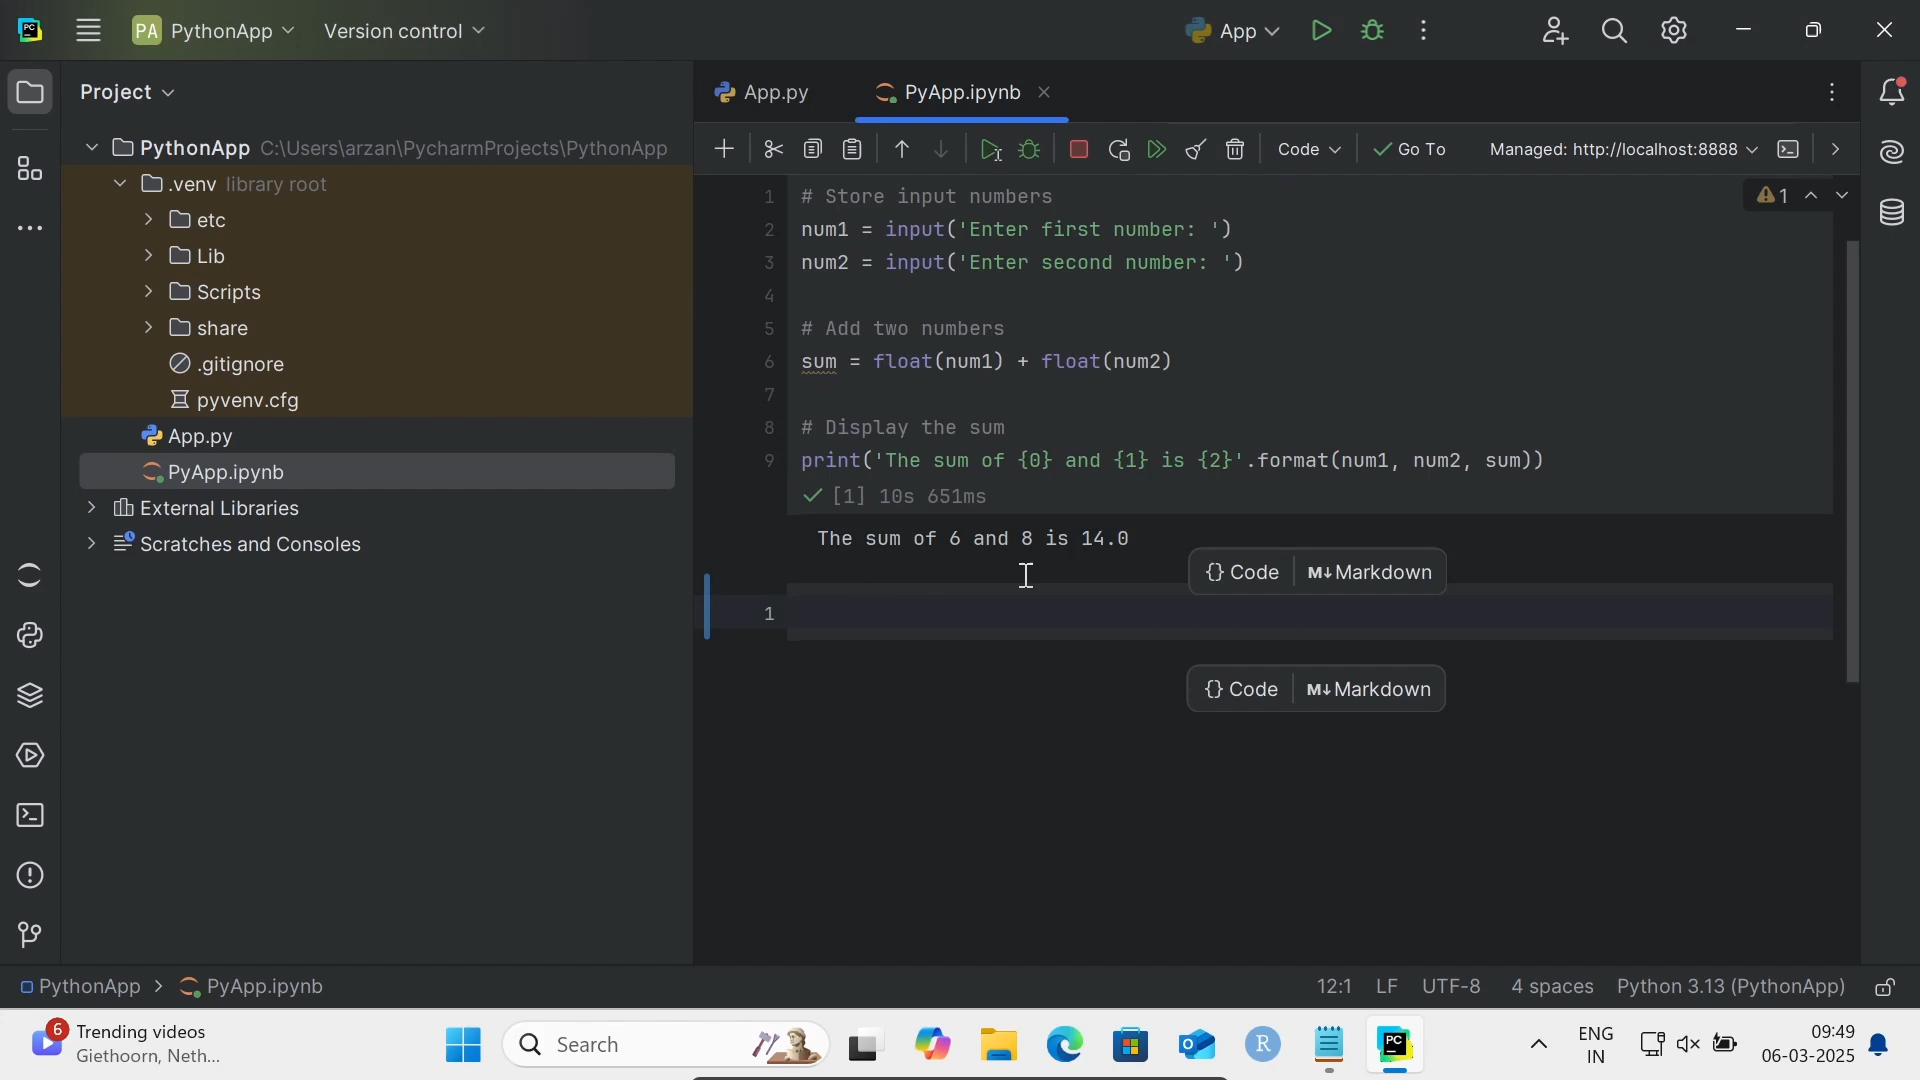 PC
PA PythonApp Version control
App
Project
PythonApp C:\Users\arzan\PycharmProjects\PythonApp
.venv library root
etc
Lib
Scripts
share
.gitignore
pyvenv.cfg
App.py
PyApp.ipynb
External Libraries
Scratches and Consoles
App.py PyApp.ipynb
Code Go To Managed: http://localhost:8888
1 # Store input numbers
2 num1 = input('Enter first number: ')
3 num2 = input('Enter second number: ')
4
5 # Add two numbers
6 sum = float(num1) + float(num2)
7
8 # Display the sum
9 print('The sum of {0} and {1} is {2}'.format(num1, num2, sum))
1
[1] 10s 651ms
The sum of 6 and 8 is 14.0
{} Code M↓ Markdown
1
{} Code M↓ Markdown
PythonApp > PyApp.ipynb 12:1 LF UTF-8 4 spaces Python 3.13 (PythonApp)
6
Trending videos
Giethoorn, Neth...
Search
R
PC
ENG
IN
09:49
06-03-2025